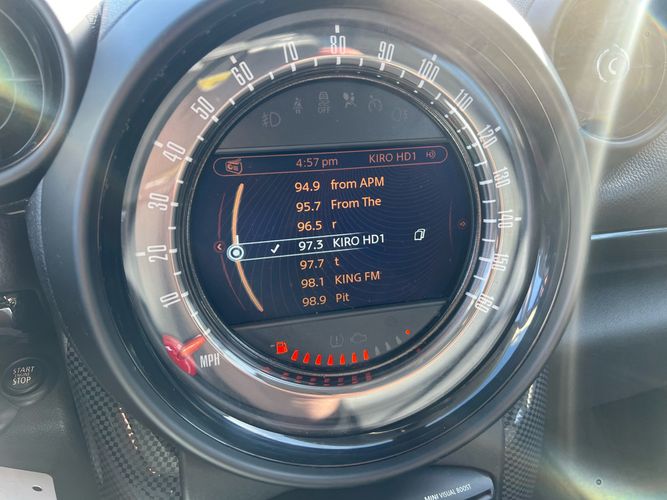 10
20
30
40
50
60
70
80
90
100
110
120
130
140
150
160
MPH
OFF
4:57 pm KIRO HD1
94.9 from APM
95.7 From The
96.5 r
97.3 KIRO HD1
97.7 t
98.1 KING FM
98.9 Pit
START
STOP
MINI VISUAL BOOST